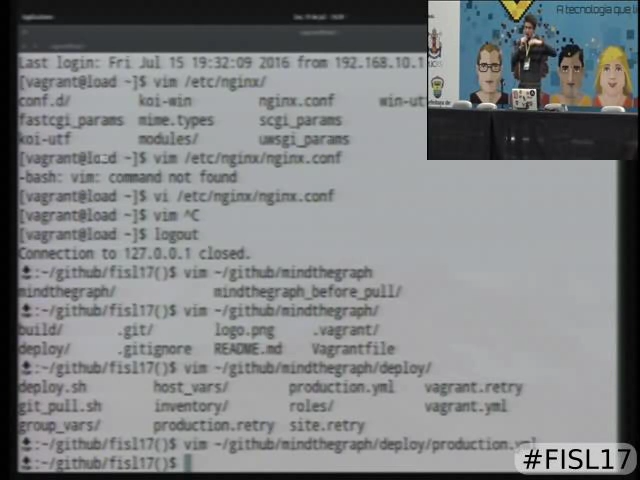 Last login: Fri Jul 15 19:32:09 2016 from 192.168.10.1
[vagrant@load ~]$ vim /etc/nginx/
conf.d/ koi-win nginx.conf win-ut
fastcgi_params mime.types scgi_params
koi-utf modules/ uwsgi_params
[vagrant@load ~]$ vim /etc/nginx/nginx.conf
-bash: vim: command not found
[vagrant@load ~]$ vi /etc/nginx/nginx.conf
[vagrant@load ~]$ vim ^C
[vagrant@load ~]$ logout
Connection to 127.0.0.1 closed.
:~/github/fisl17()$ vim ~/github/mindthegraph
mindthegraph/ mindthegraph_before_pull/
:~/github/fisl17()$ vim ~/github/mindthegraph/
build/ .git/ logo.png .vagrant/
deploy/ .gitignore README.md Vagrantfile
:~/github/fisl17()$ vim ~/github/mindthegraph/deploy/
deploy.sh host_vars/ production.yml vagrant.retry
git_pull.sh inventory/ roles/ vagrant.yml
group_vars/ production.retry site.retry
:~/github/fisl17()$ vim ~/github/mindthegraph/deploy/production.yml
:~/github/fisl17()$
A tecnologia que
#FISL17